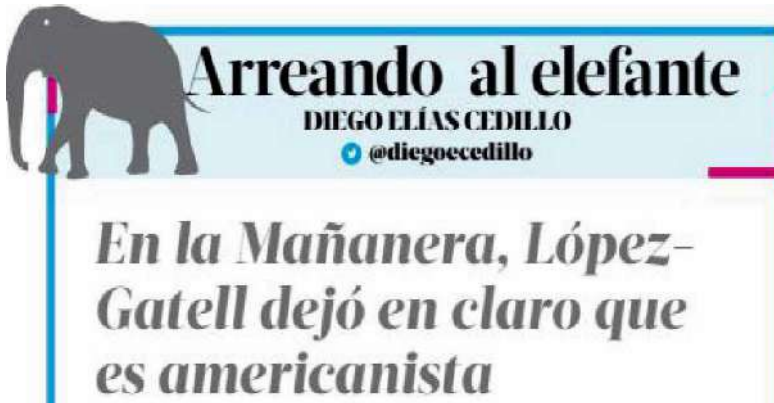 Arreando al elefante
DIEGO ELÍAS CEDILLO
@diegoecedillo
En la Mañanera, López-
Gatell dejó en claro que
es americanista